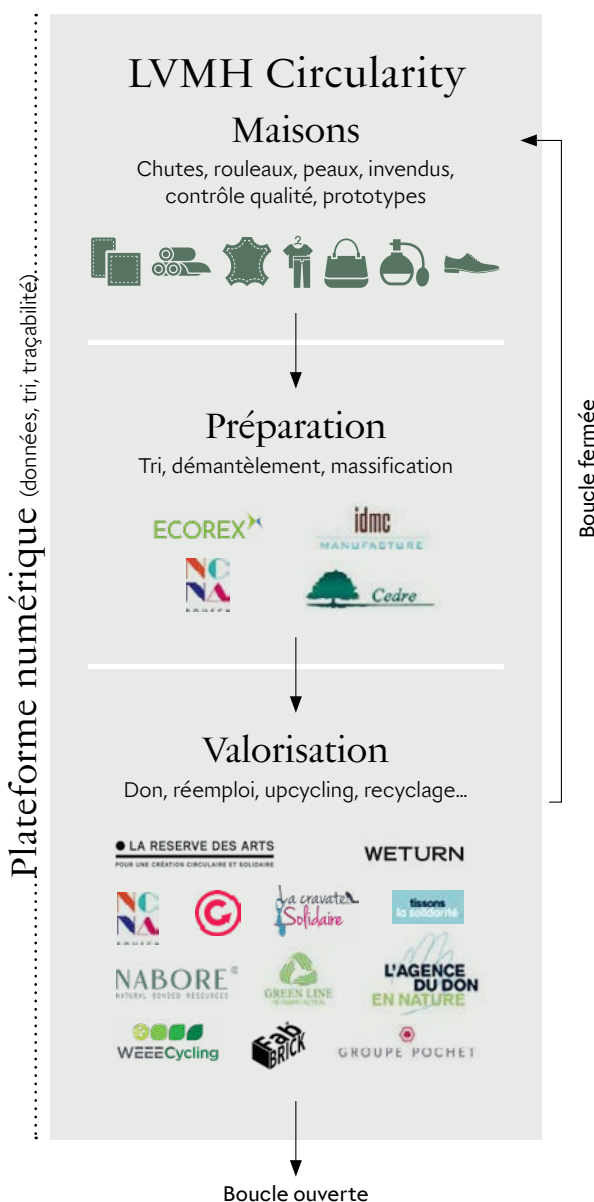 LVMH Circularity
Maisons
Chutes, rouleaux, peaux, invendus,
contrôle qualité, prototypes
Plateforme numérique (données, tri, traçabilité)
Boucle fermée
Préparation
Tri, démantèlement, massification
ECOREX
idmc
MANUFACTURE
NC
NA
Cedre
Valorisation
Don, réemploi, upcycling, recyclage...
LA RESERVE DES ARTS
POUR UNE CRÉATION CIRCULAIRE ET SOLIDAIRE
WETURN
NC
NA
La cravate
Solidaire
tissons
la solidarité
NABORE
NATURAL BONDED RESOURCES
GREEN LINE
L'AGENCE
DU DON
EN NATURE
WEEECycling
Fab
BRICK
GROUPE POCHET
Boucle ouverte